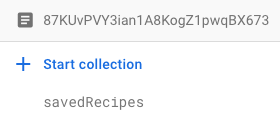 87KUvPVY3ian1A8KogZ1pwqBX673
Start collection
savedRecipes